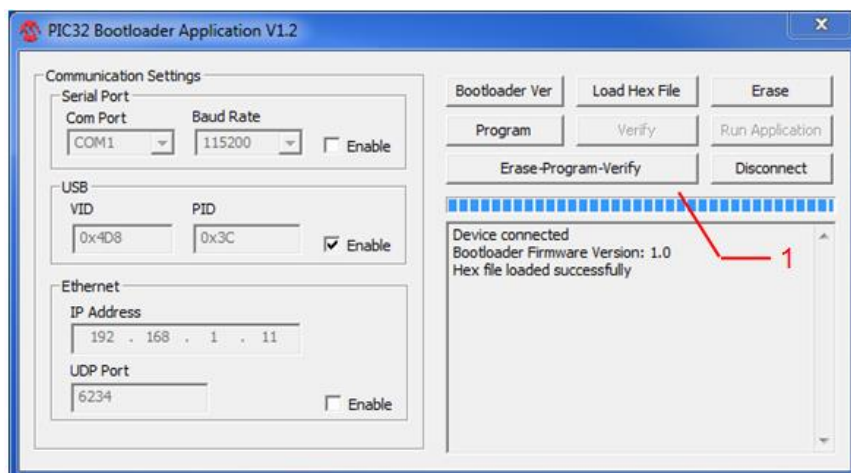 PIC32 Bootloader Application V1.2
Communication Settings
Serial Port
Com Port Baud Rate
COM1 115200 Enable
USB
VID PID
0x4D8 0x3C Enable
Ethernet
IP Address
192 . 168 . 1 . 11
UDP Port
6234 Enable
Bootloader Ver Load Hex File Erase
Program Verify Run Application
Erase-Program-Verify Disconnect
Device connected
Bootloader Firmware Version: 1.0
Hex file loaded successfully
1